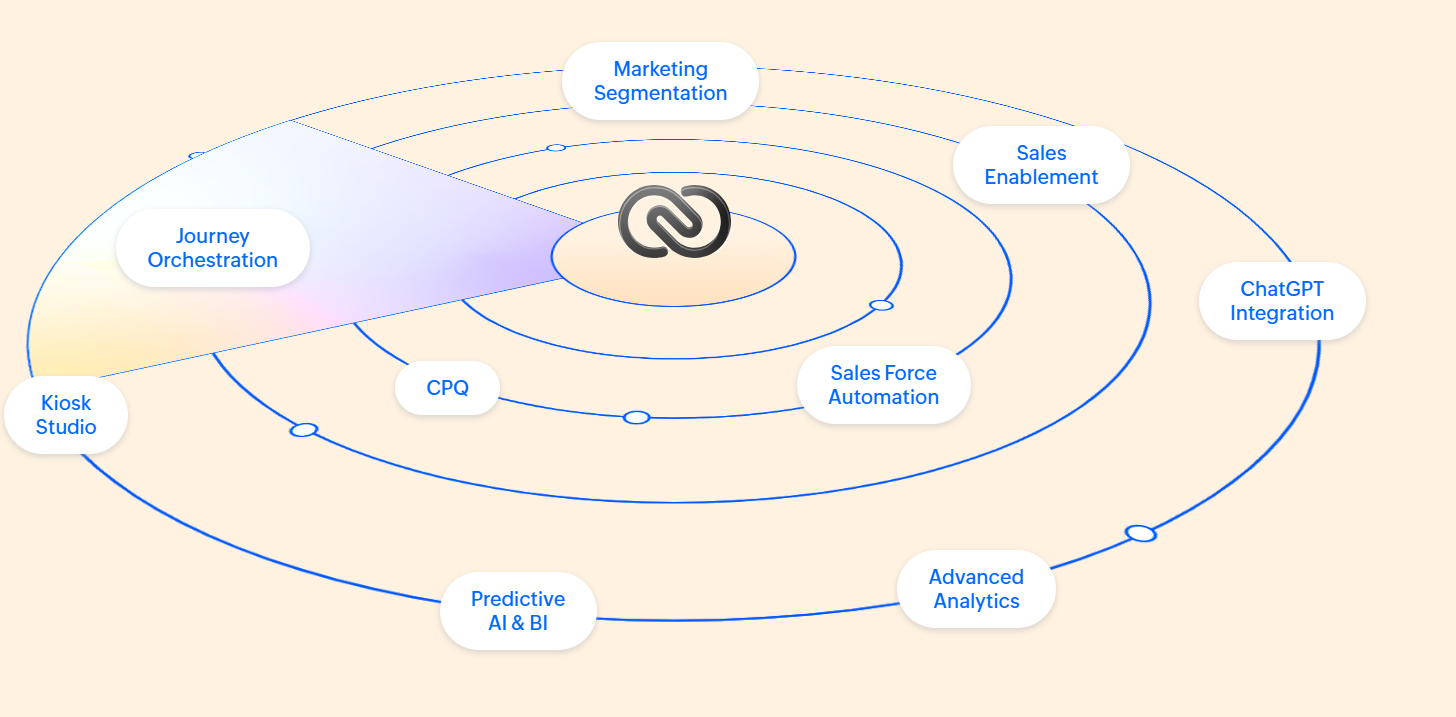 Marketing
Segmentation
Sales
Enablement
Journey
Orchestration
ChatGPT
Integration
CPQ
Sales Force
Automation
Kiosk
Studio
Predictive
AI & BI
Advanced
Analytics